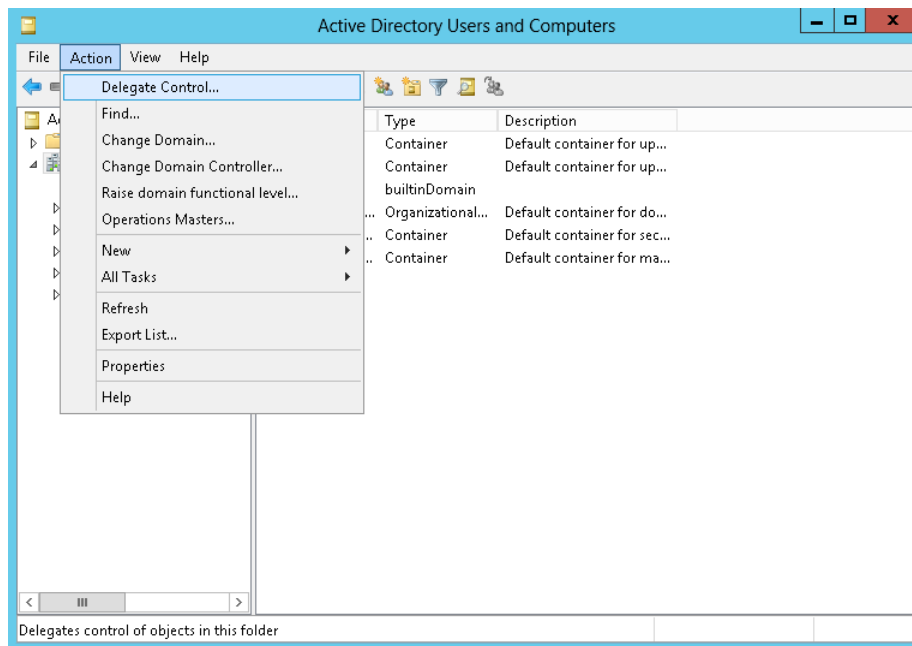 Active Directory Users and Computers
File Action View Help
Delegate Control...
Find...
Change Domain...
Change Domain Controller...
Raise domain functional level...
Operations Masters...
New
All Tasks
Refresh
Export List...
Properties
Help
Type Description
Container Default container for up...
Container Default container for up...
builtinDomain
... Organizational... Default container for do...
... Container Default container for sec...
... Container Default container for ma...
Delegates control of objects in this folder